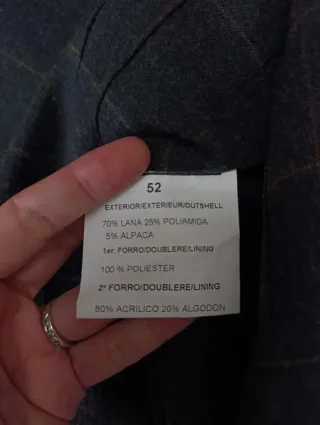 52
EXTERIOR/EXTERIEUR/OUTSHELL
70% LANA 25% POLIAMIDA
5% ALPACA
1er. FORRO/DOUBLERE/LINING
100 % POLIESTER
2º FORRO/DOUBLERE/LINING
80% ACRILICO 20% ALGODON